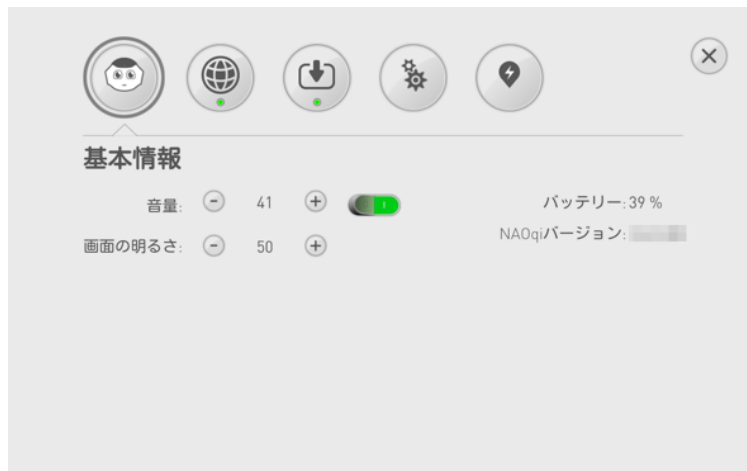 基本情報
音量: - 41 +
バッテリー: 39 %
画面の明るさ: - 50 +
NAOqiバージョン: